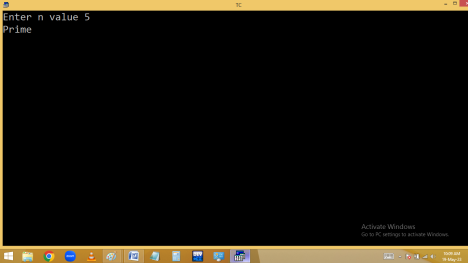 TC
Enter n value 5
Prime
Activate Windows
Go to PC settings to activate Windows.